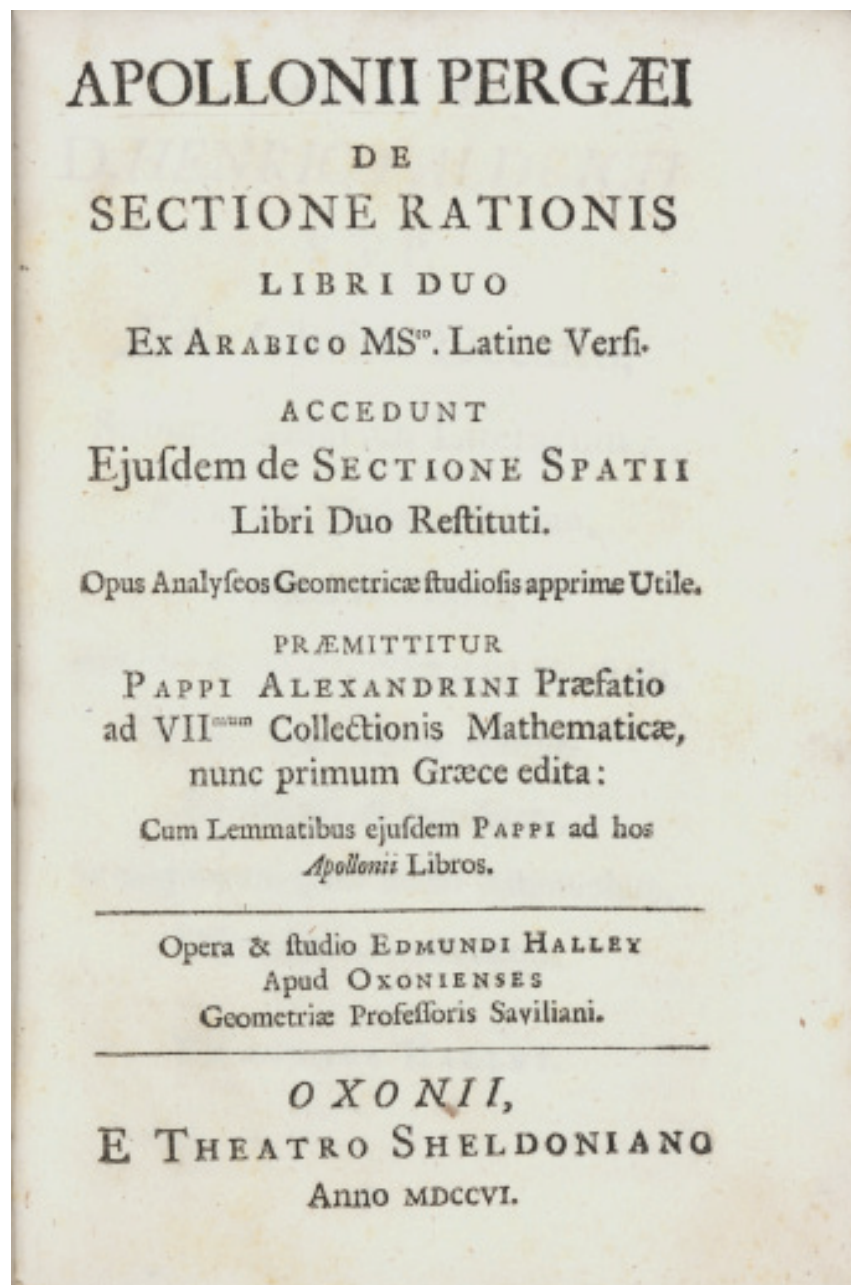 APOLLONII PERGÆI
DE
SECTIONE RATIONIS
LIBRI DUO
Ex ARABICO MSto. Latine Verſi.
ACCEDUNT
Ejuſdem de SECTIONE SPATII
Libri Duo Reſtituti.
Opus Analyſeos Geometricæ ſtudioſis apprime Utile.
PRÆMITTITUR
PAPPI ALEXANDRINI Præfatio
ad VIImum Collectionis Mathematicæ,
nunc primum Græce edita:
Cum Lemmatibus ejuſdem PAPPI ad hos
Apollonii Libros.
Opera & ſtudio EDMUNDI HALLEY
Apud OXONIENSES
Geometriæ Profeſſoris Saviliani.
OXONII,
E THEATRO SHELDONIANO
Anno MDCCVI.